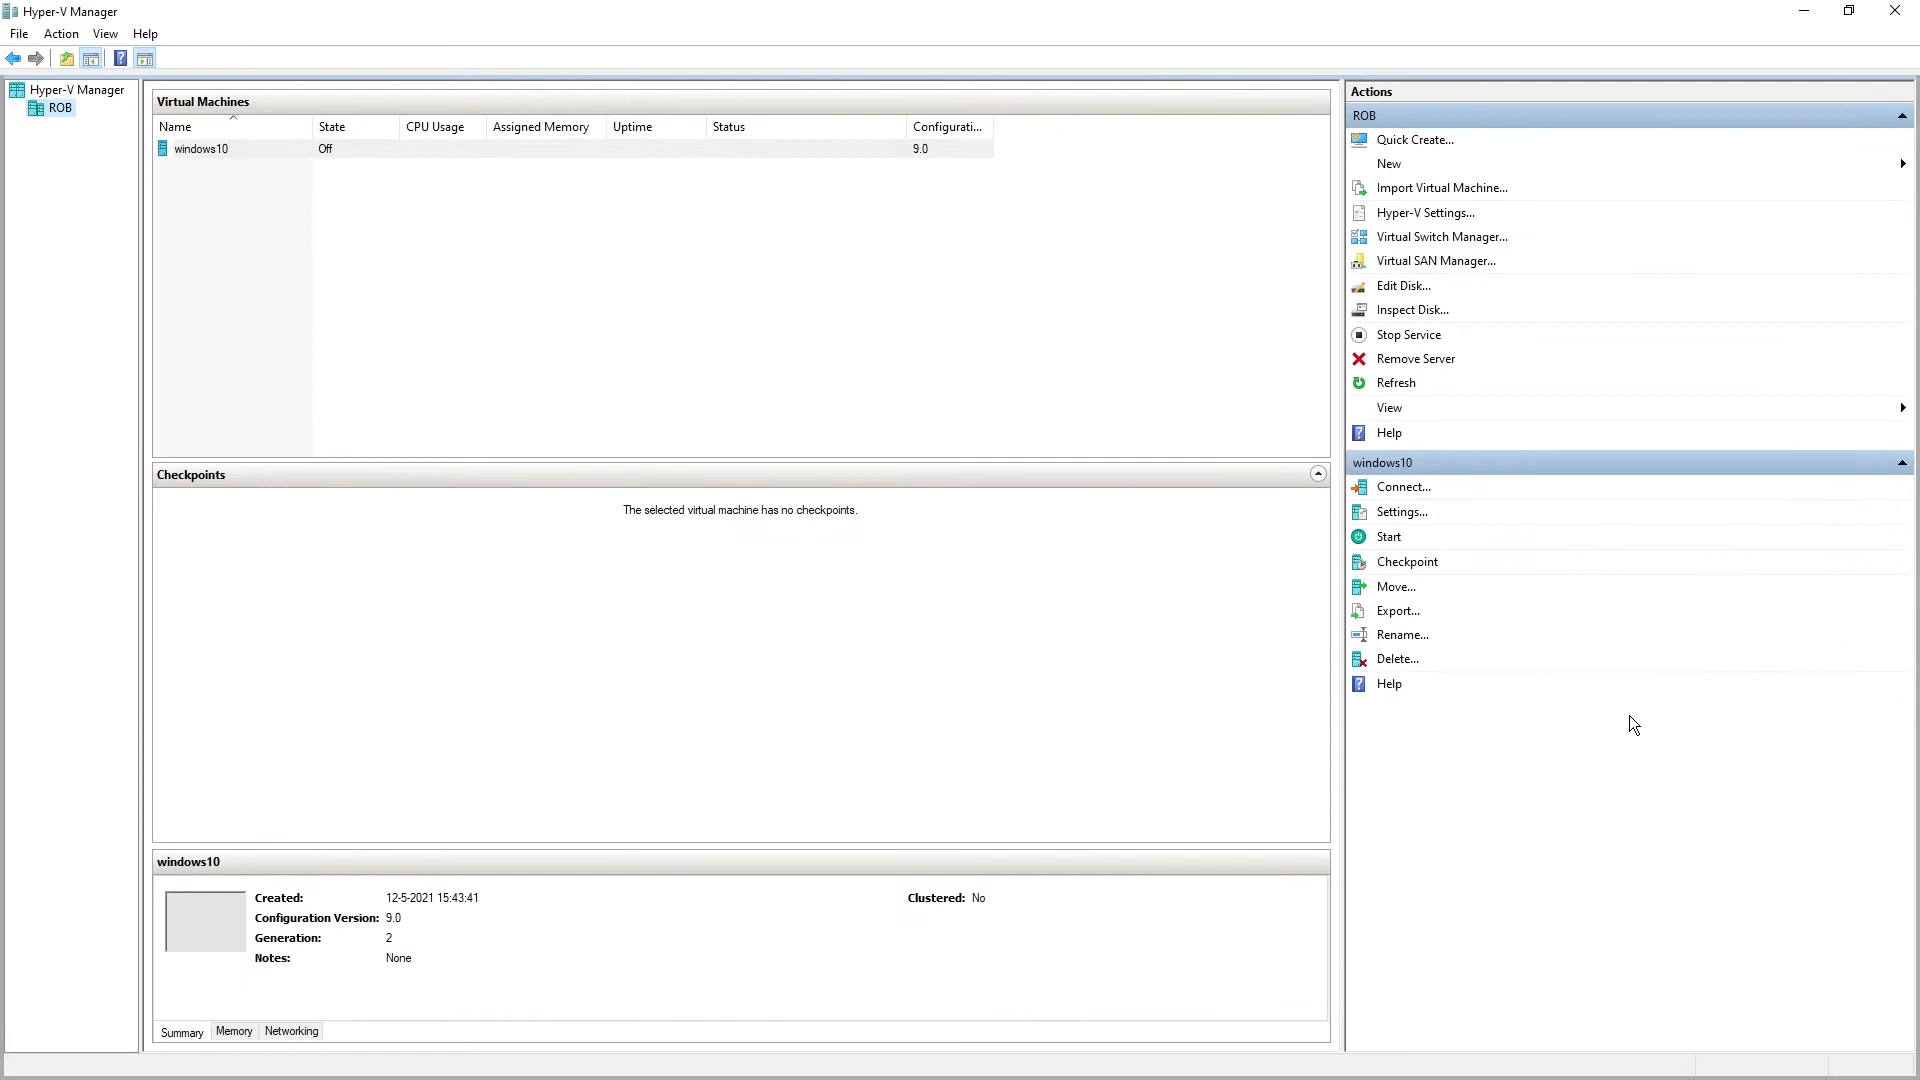 Hyper-V Manager
File Action View Help
Hyper-V Manager
ROB
Virtual Machines
Name State CPU Usage Assigned Memory Uptime Status Configurati...
windows10 Off 9.0
Checkpoints
The selected virtual machine has no checkpoints.
windows10
Created: 12-5-2021 15:43:41 Clustered: No
Configuration Version: 9.0
Generation: 2
Notes: None
Summary Memory Networking
Actions
ROB
Quick Create...
New
Import Virtual Machine...
Hyper-V Settings...
Virtual Switch Manager...
Virtual SAN Manager...
Edit Disk...
Inspect Disk...
Stop Service
Remove Server
Refresh
View
Help
windows10
Connect...
Settings...
Start
Checkpoint
Move...
Export...
Rename...
Delete...
Help